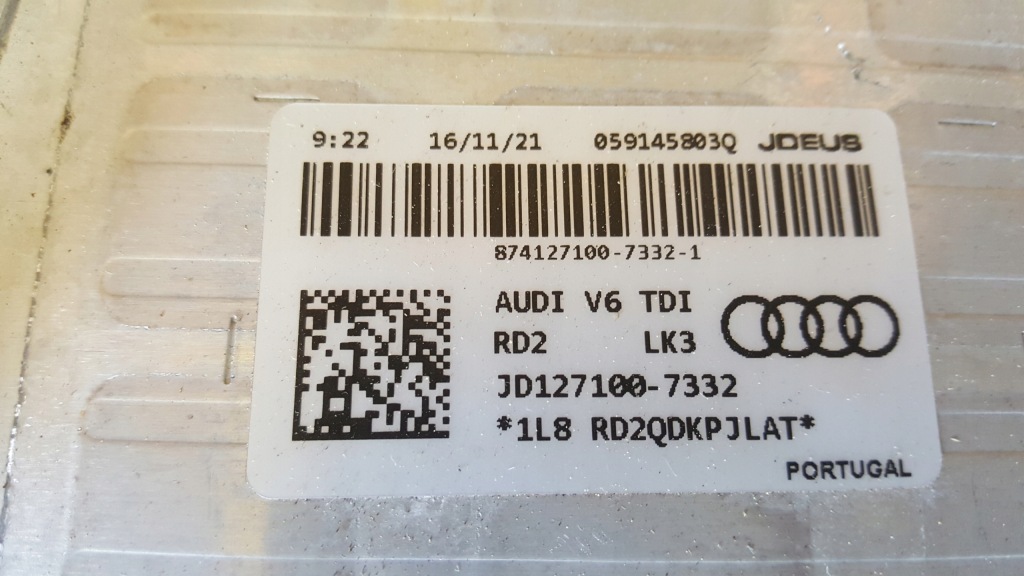 9:22 16/11/21 059145803Q JDEUS
874127100-7332-1
AUDI V6 TDI
RD2 LK3
JD127100-7332
*1L8 RD2QDKPJLAT*
PORTUGAL